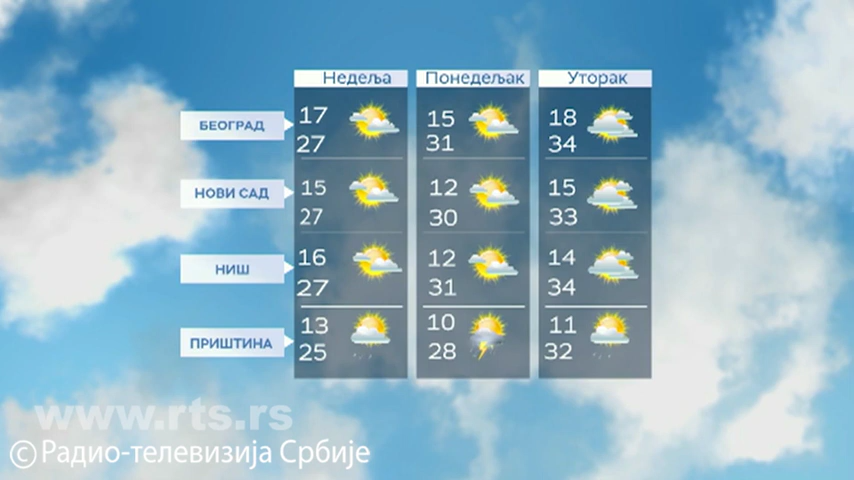 Недеља Понедељак Уторак
БЕОГРАД 17 15 18
27 31 34
НОВИ САД 15 12 15
27 30 33
НИШ 16 12 14
27 31 34
ПРИШТИНА 13 10 11
25 28 32
www.rts.rs
©Радио-телевизија Србије